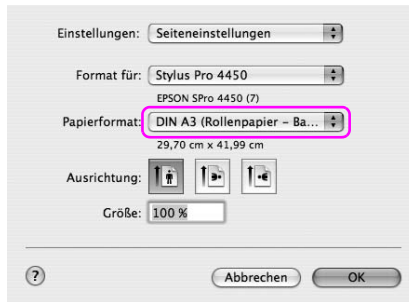 Einstellungen: Seiteneinstellungen
Format für: Stylus Pro 4450
EPSON SPro 4450 (7)
Papierformat: DIN A3 (Rollenpapier – Ba...
29,70 cm x 41,99 cm
Ausrichtung:
Größe: 100 %
? Abbrechen OK